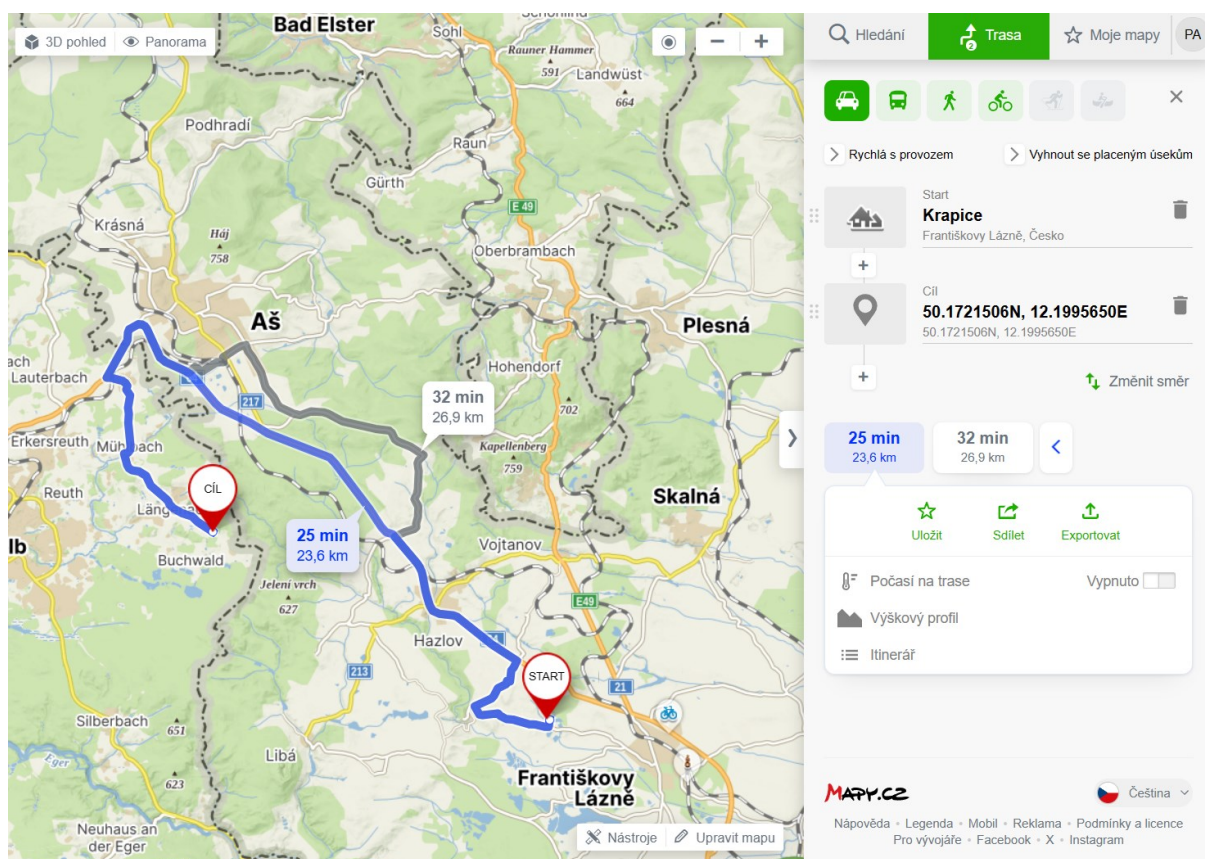 3D pohled
Panorama
Bad Elster
Sohl
Rauner Hammer
591
Landwüst
664
Podhradí
Raun
Gürth
E 49
Krásná
Háj
758
Oberbrambach
Aš
Plesná
Lauterbach
Hohendorf
217
32 min
26,9 km
702
Erkersreuth
Kapellenberg
759
Reuth
CÍL
Skalná
25 min
23,6 km
Vojtanov
Buchwald
Jelení vrch
627
E49
Hazlov
START
213
21
Silberbach
651
Libá
Eger
623
Františkovy
Lázně
Neuhaus an
der Eger
Nástroje
Upravit mapu
Hledání
2
Trasa
Moje mapy
PA
Rychlá s provozem
Vyhnout se placeným úsekům
Start
Krapice
Františkovy Lázně, Česko
Cíl
50.1721506N, 12.1995650E
50.1721506N, 12.1995650E
Změnit směr
25 min
23,6 km
32 min
26,9 km
Uložit
Sdílet
Exportovat
Počasí na trase
Vypnuto
Výškový profil
Itinerář
MAPY.CZ
Čeština
Nápověda • Legenda • Mobil • Reklama • Podmínky a licence
Pro vývojáře • Facebook • X • Instagram